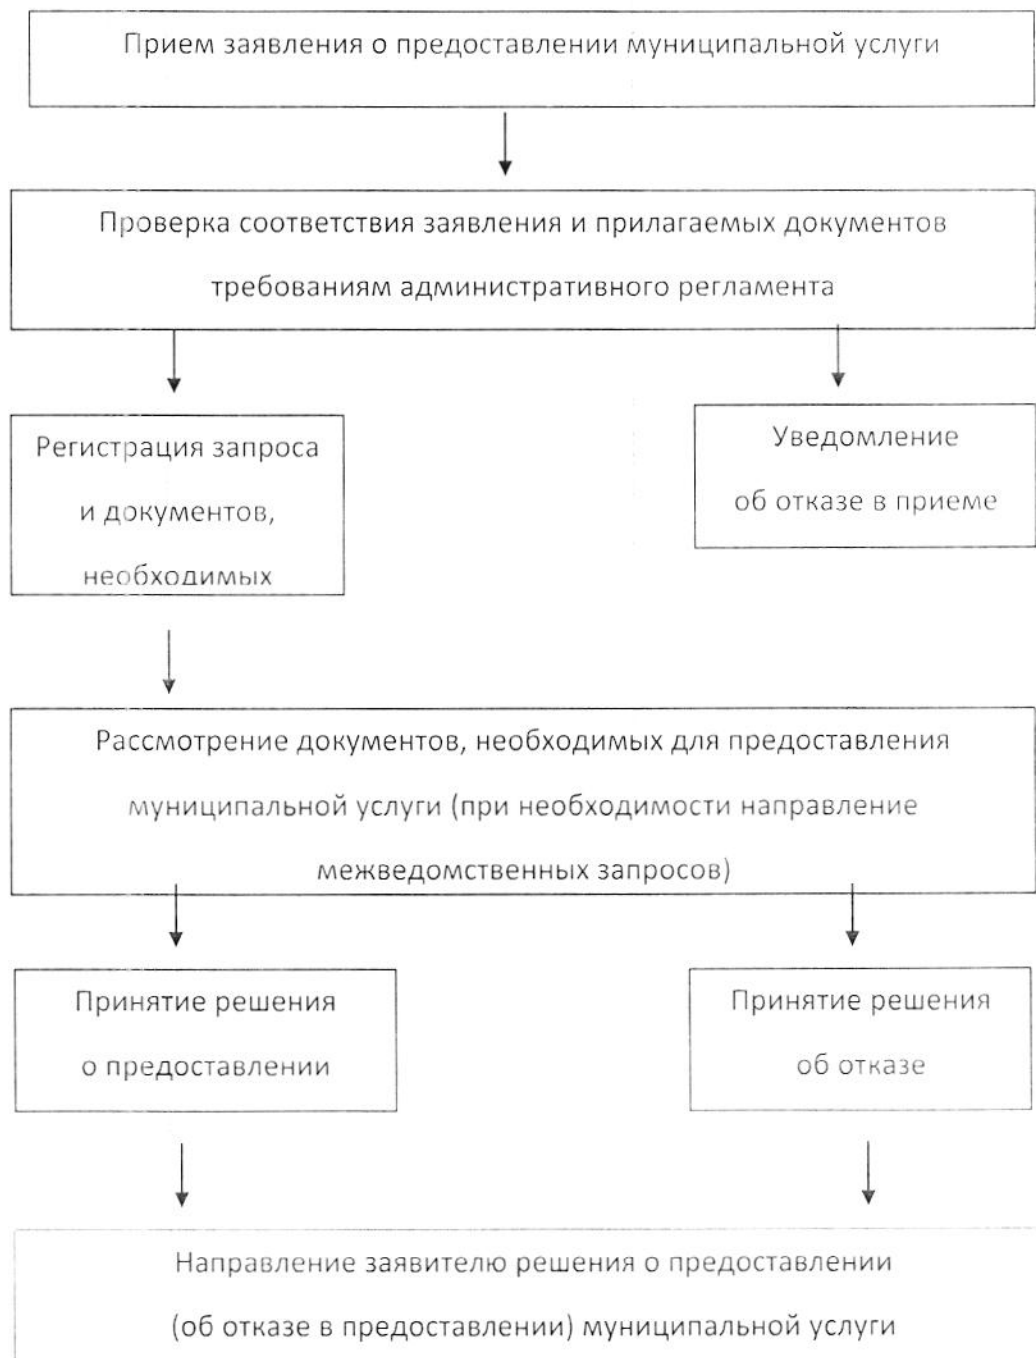 Прием заявления о предоставлении муниципальной услуги
Проверка соответствия заявления и прилагаемых документов
требованиям административного регламента
Регистрация запроса
и документов,
необходимых
Уведомление
об отказе в приеме
Рассмотрение документов, необходимых для предоставления
муниципальной услуги (при необходимости направление
межведомственных запросов)
Принятие решения
о предоставлении
Принятие решения
об отказе
Направление заявителю решения о предоставлении
(об отказе в предоставлении) муниципальной услуги